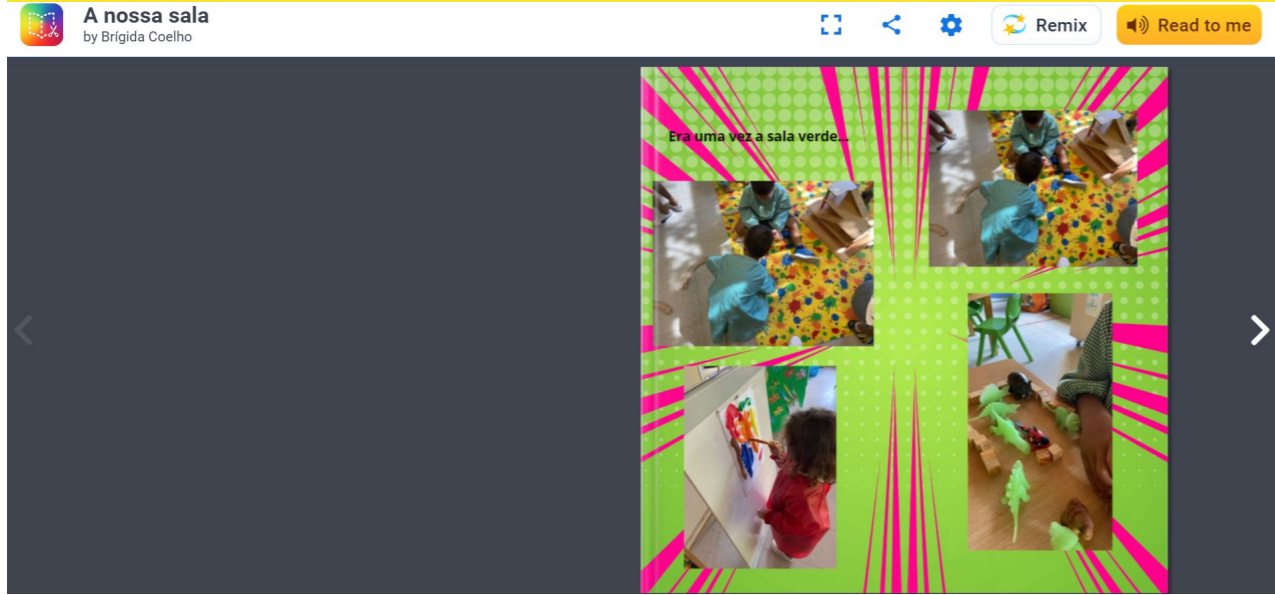 A nossa sala
by Brígida Coelho
Remix
Read to me
Era uma vez a sala verde...